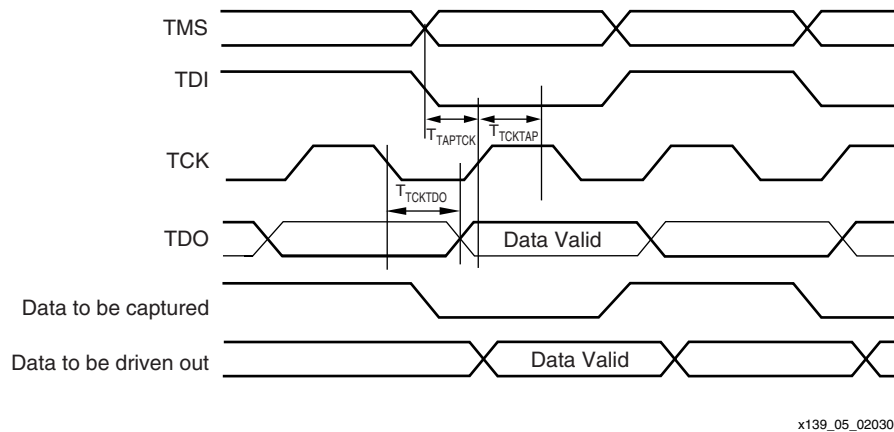 TMS
TDI
TTAPTCK TTCKTAP
TCK
TTCKTDO
TDO Data Valid
Data to be captured
Data to be driven out Data Valid
x139_05_02030